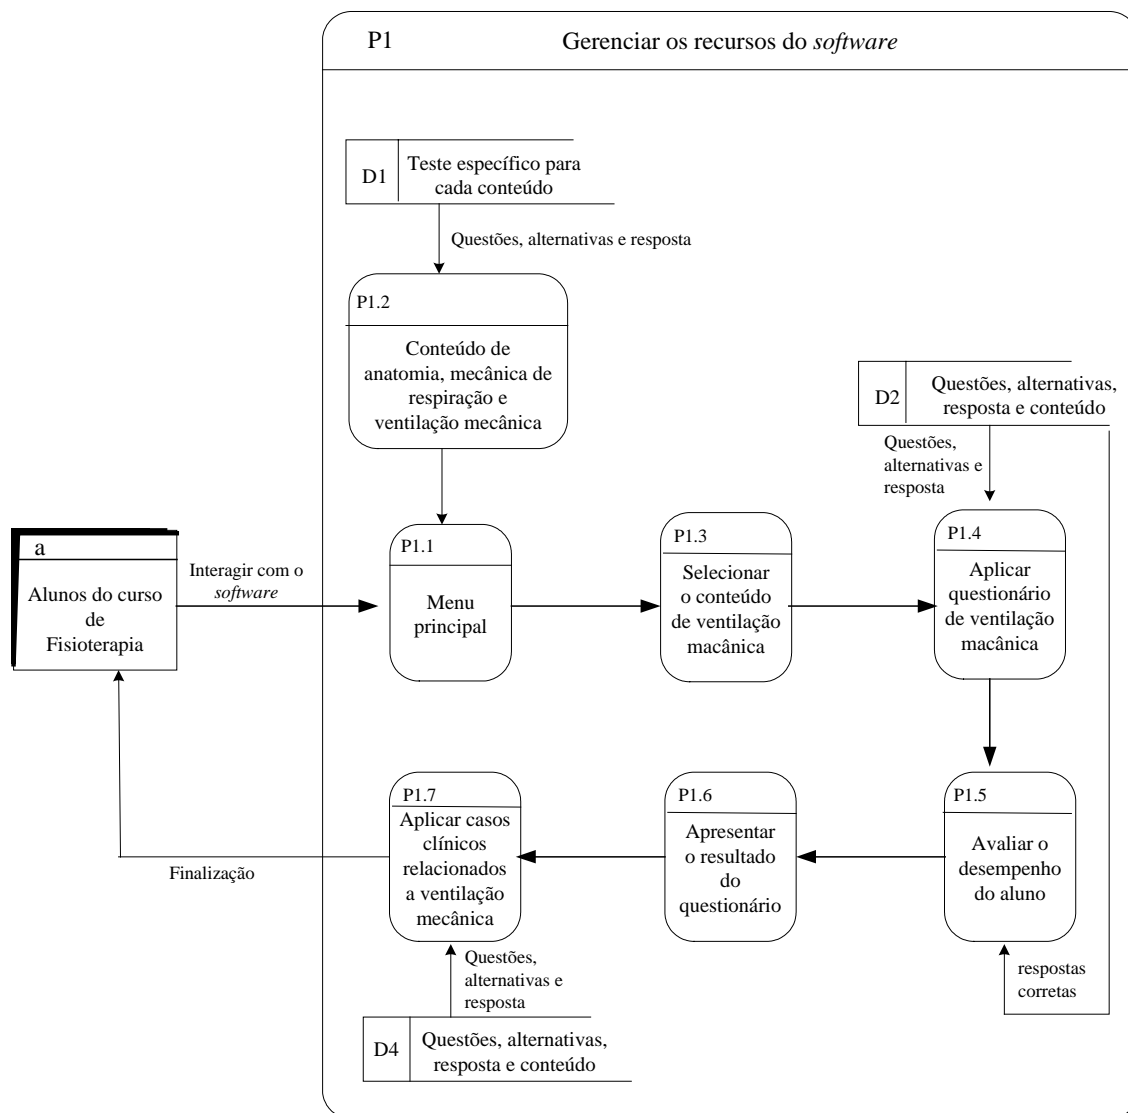 P1
Gerenciar os recursos do software
D1
Teste específico para
cada conteúdo
Questões, alternativas e resposta
P1.2
Conteúdo de
anatomia, mecânica de
respiração e
ventilação mecânica
D2
Questões, alternativas,
resposta e conteúdo
Questões,
alternativas e
resposta
a
Alunos do curso
de
Fisioterapia
Interagir com o
software
P1.1
Menu
principal
P1.3
Selecionar
o conteúdo
de ventilação
macânica
P1.4
Aplicar
questionário
de ventilação
macânica
P1.5
Avaliar o
desempenho
do aluno
respostas
corretas
P1.6
Apresentar
o resultado
do
questionário
P1.7
Aplicar casos
clínicos
relacionados
a ventilação
mecânica
Finalização
Questões,
alternativas e
resposta
D4
Questões, alternativas,
resposta e conteúdo